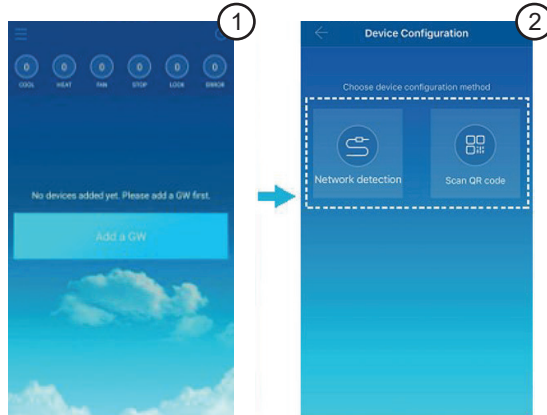 1
0 0 0 0 0 0
COOL HEAT FAN STOP LOCK ERROR
No devices added yet. Please add a GW first.
Add a GW
2
Device Configuration
Choose device configuration method
Network detection
Scan QR code